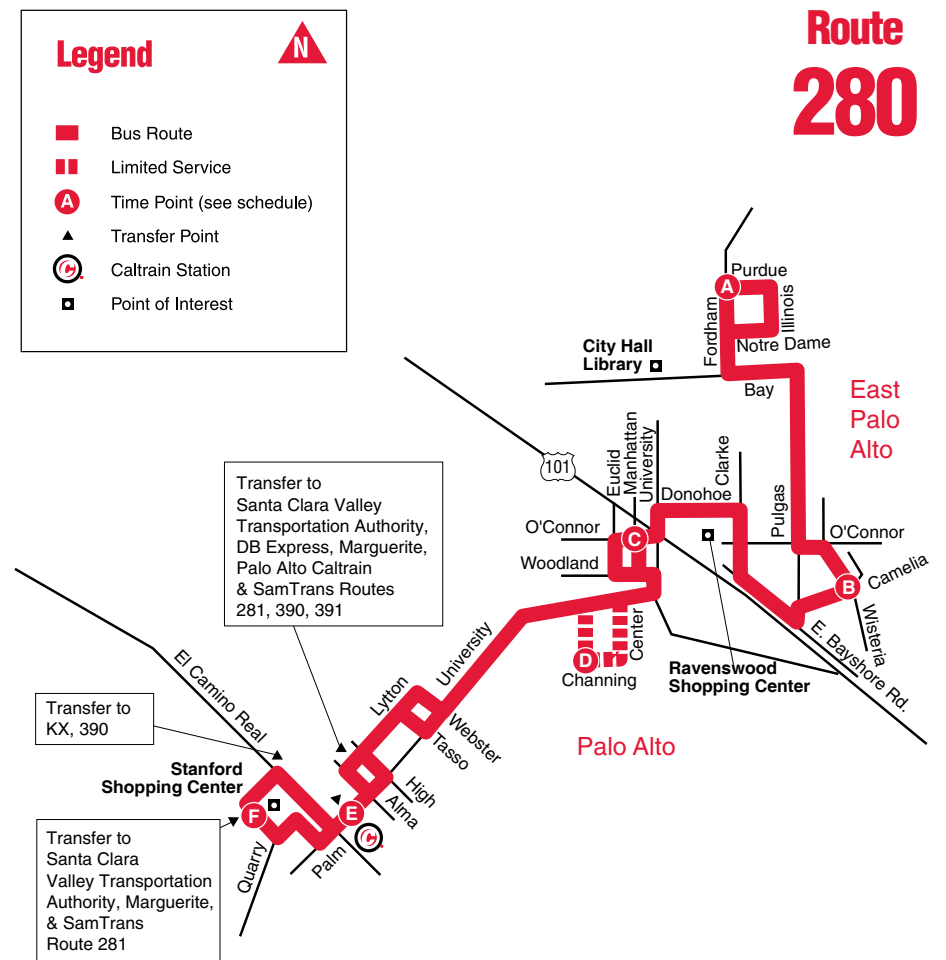 Route
280
Legend
N
Bus Route
Limited Service
A
Time Point (see schedule)
Transfer Point
C
Caltrain Station
Point of Interest
A
Purdue
Illinois
Fordham
Notre Dame
City Hall
Library
Bay
East
Palo
Alto
101
Euclid
Manhattan
University
Donohoe
Clarke
Pulgas
O'Connor
C
Woodland
O'Connor
B
Camelia
Wisteria
E. Bayshore Rd.
Ravenswood
Shopping Center
Center
D
Channing
Palo Alto
Transfer to
Santa Clara Valley
Transportation Authority,
DB Express, Marguerite,
Palo Alto Caltrain
& SamTrans Routes
281, 390, 391
University
Lytton
Webster
Tasso
High
Alma
El Camino Real
Transfer to
KX, 390
Stanford
Shopping Center
F
E
C
Palm
Quarry
Transfer to
Santa Clara
Valley Transportation
Authority, Marguerite,
& SamTrans
Route 281